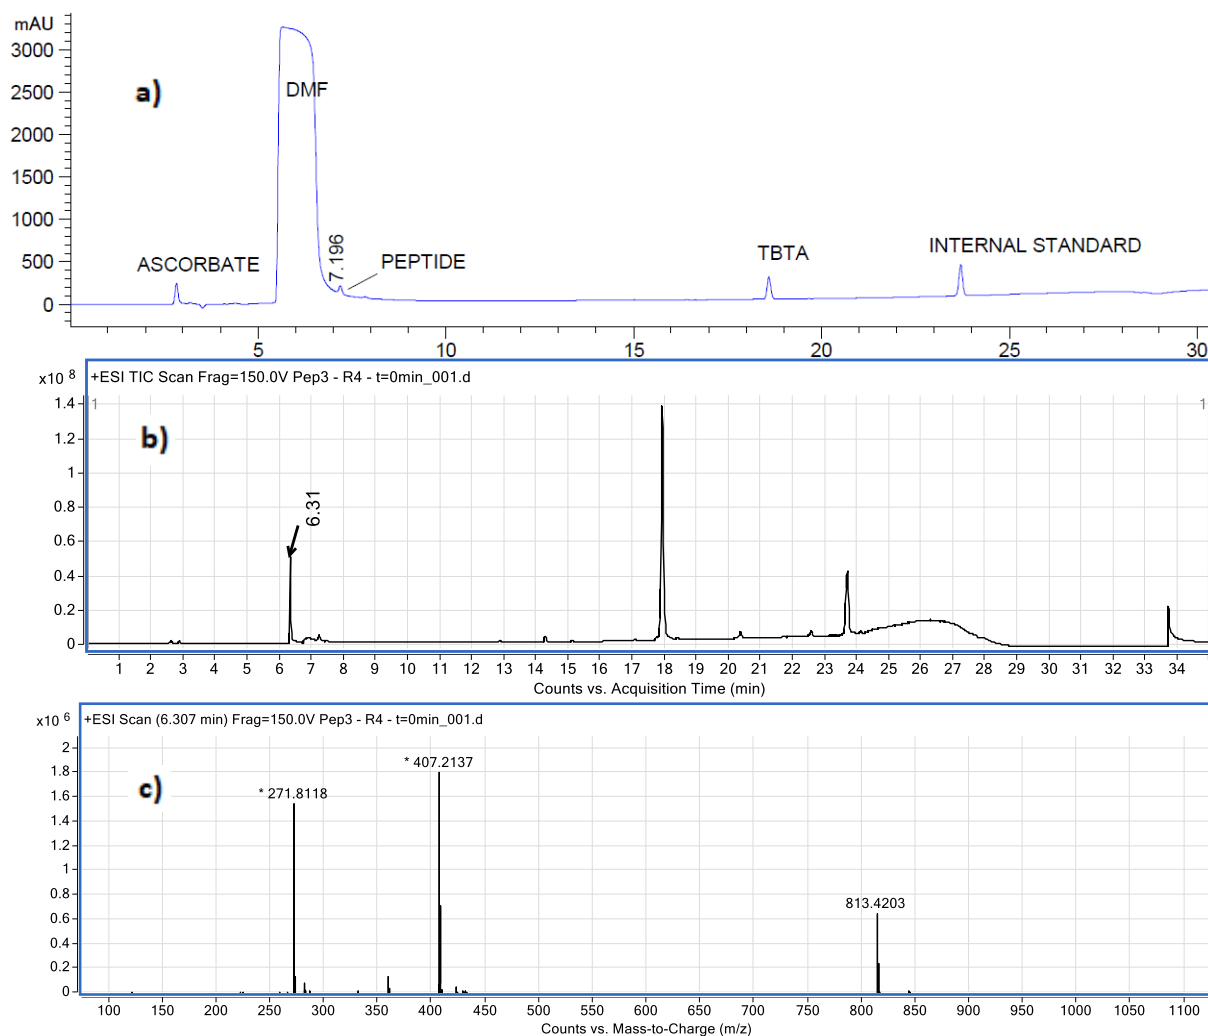 mAU
3000
2500
2000
1500
1000
500
0
a)
DMF
ASCORBATE
7.196
PEPTIDE
TBTA
INTERNAL STANDARD
5 10 15 20 25 30
x10 8 +ESI TIC Scan Frag=150.0V Pep3 - R4 - t=0min_001.d
1.4
1.2
1
0.8
0.6
0.4
0.2
0
1 1
b)
6.31
1 2 3 4 5 6 7 8 9 10 11 12 13 14 15 16 17 18 19 20 21 22 23 24 25 26 27 28 29 30 31 32 33 34
Counts vs. Acquisition Time (min)
x10 6 +ESI Scan (6.307 min) Frag=150.0V Pep3 - R4 - t=0min_001.d
2
1.8
1.6
1.4
1.2
1
0.8
0.6
0.4
0.2
0
c)
* 407.2137
* 271.8118
813.4203
100 150 200 250 300 350 400 450 500 550 600 650 700 750 800 850 900 950 1000 1050 1100
Counts vs. Mass-to-Charge (m/z)